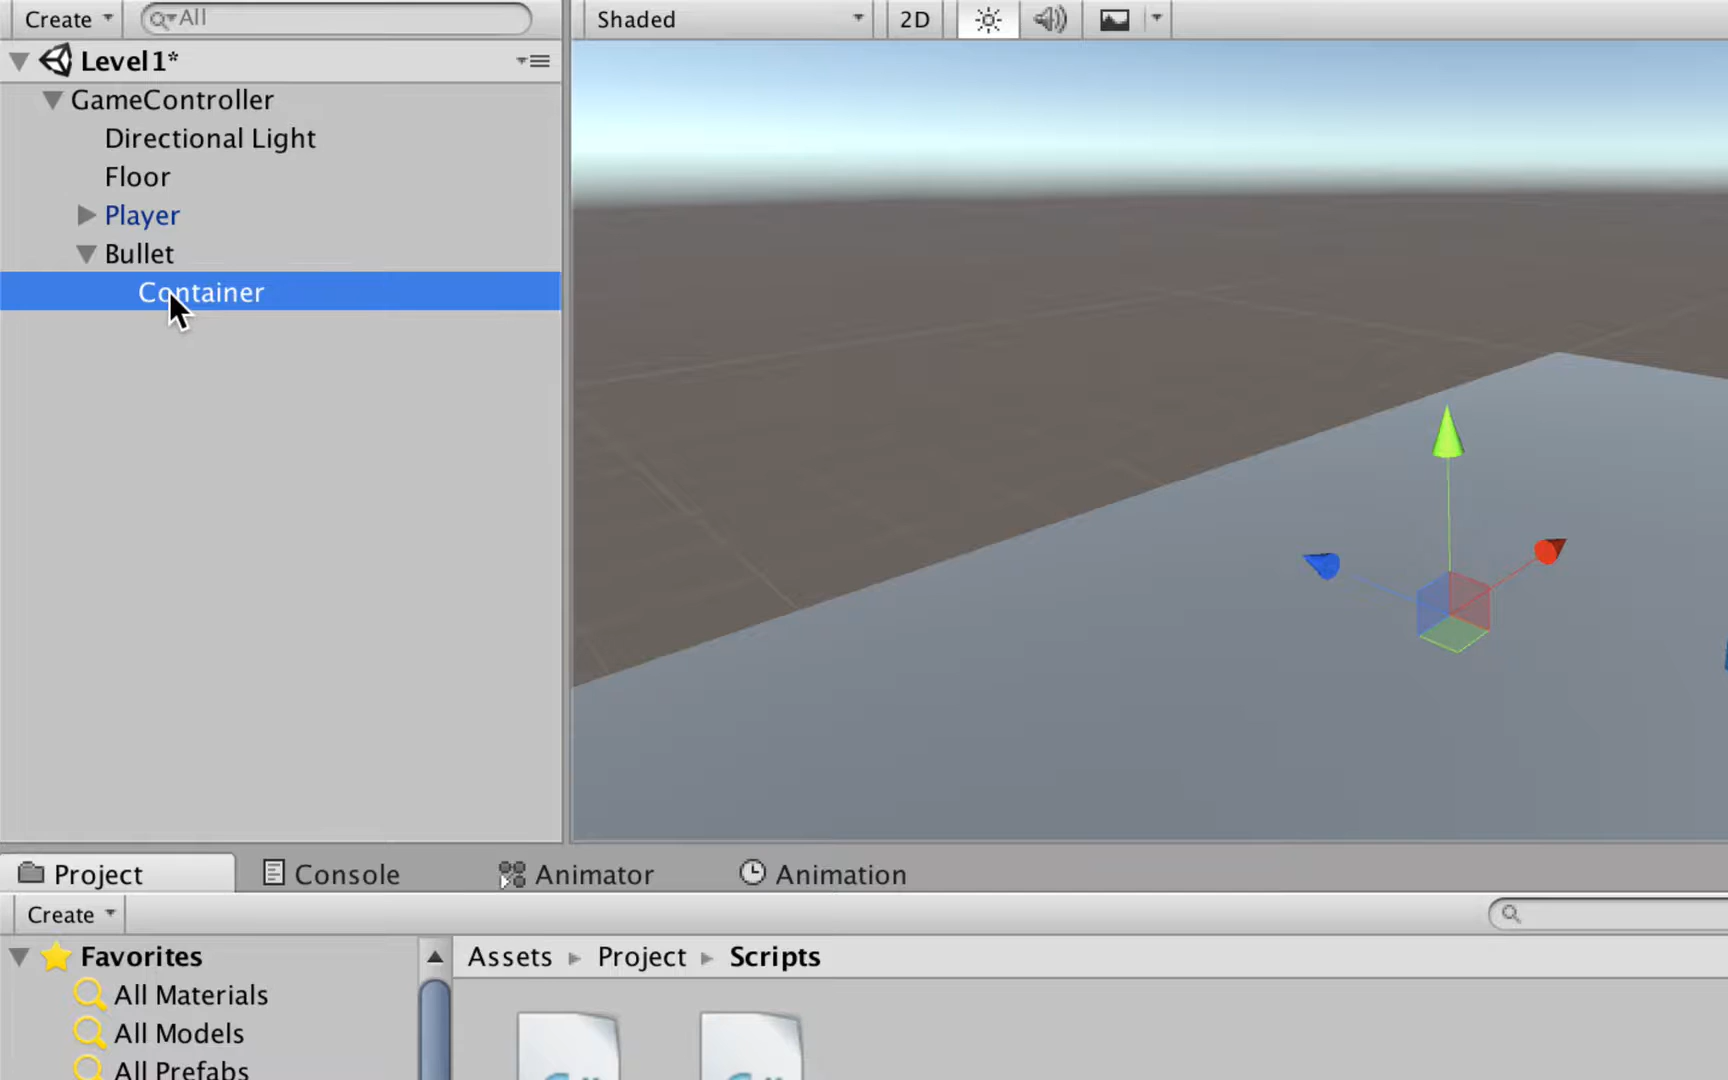 Create
All
Shaded
2D
Level1*
GameController
Directional Light
Floor
Player
Bullet
Container
Project
Console
Animator
Animation
Create
Favorites
All Materials
All Models
All Prefabs
Assets
Project
Scripts